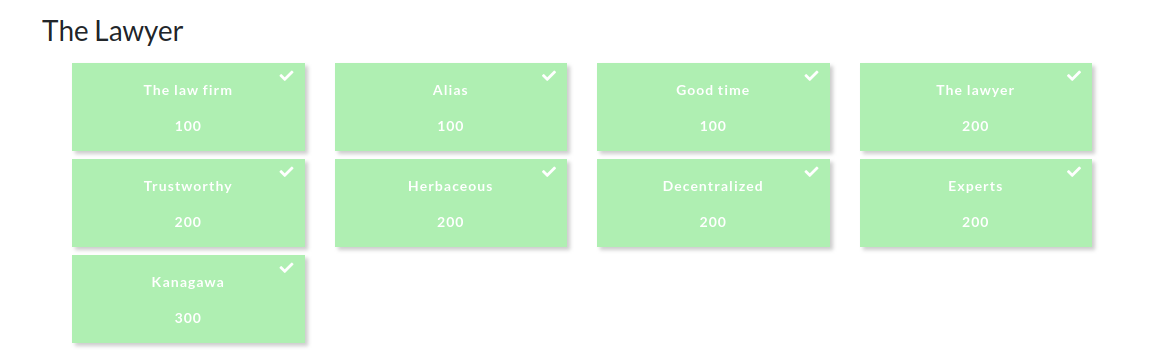 The Lawyer
The law firm
100
Alias
100
Good time
100
The lawyer
200
Trustworthy
200
Herbaceous
200
Decentralized
200
Experts
200
Kanagawa
300